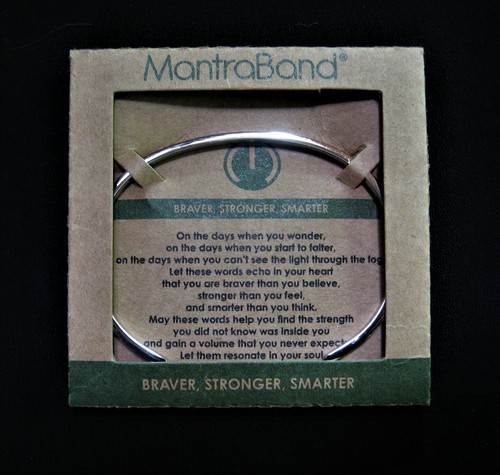 MantraBand®
BRAVER, STRONGER, SMARTER
On the days when you wonder,
on the days when you start to falter,
on the days when you can't see the light through the fog
Let these words echo in your heart
that you are braver than you believe,
stronger than you feel,
and smarter than you think.
May these words help you find the strength
you did not know was inside you
and gain a volume that you never
Let them resonate in your soul
BRAVER, STRONGER, SMARTER